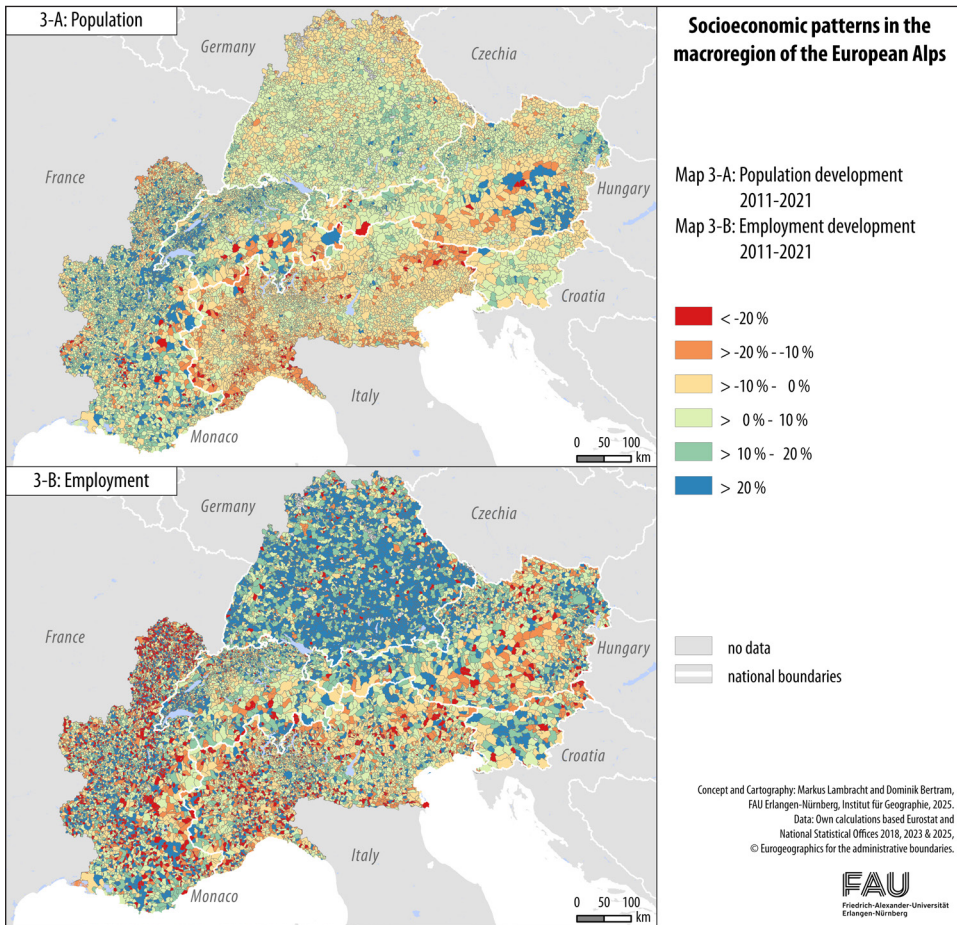 3-A: Population
Germany
Czechia
France
Hungary
Croatia
Italy
Monaco
0 50 100
km
3-B: Employment
Germany
Czechia
France
Hungary
Croatia
Italy
Monaco
0 50 100
km
Socioeconomic patterns in the
macroregion of the European Alps
Map 3-A: Population development
2011-2021
Map 3-B: Employment development
2011-2021
< -20 %
> -20 % - -10 %
> -10 % - 0 %
> 0 % - 10 %
> 10 % - 20 %
> 20 %
no data
national boundaries
Concept and Cartography: Markus Lambracht and Dominik Bertram,
FAU Erlangen-Nürnberg, Institut für Geographie, 2025.
Data: Own calculations based Eurostat and
National Statistical Offices 2018, 2023 & 2025,
© Eurogeographics for the administrative boundaries.
FAU
Friedrich-Alexander-Universität
Erlangen-Nürnberg